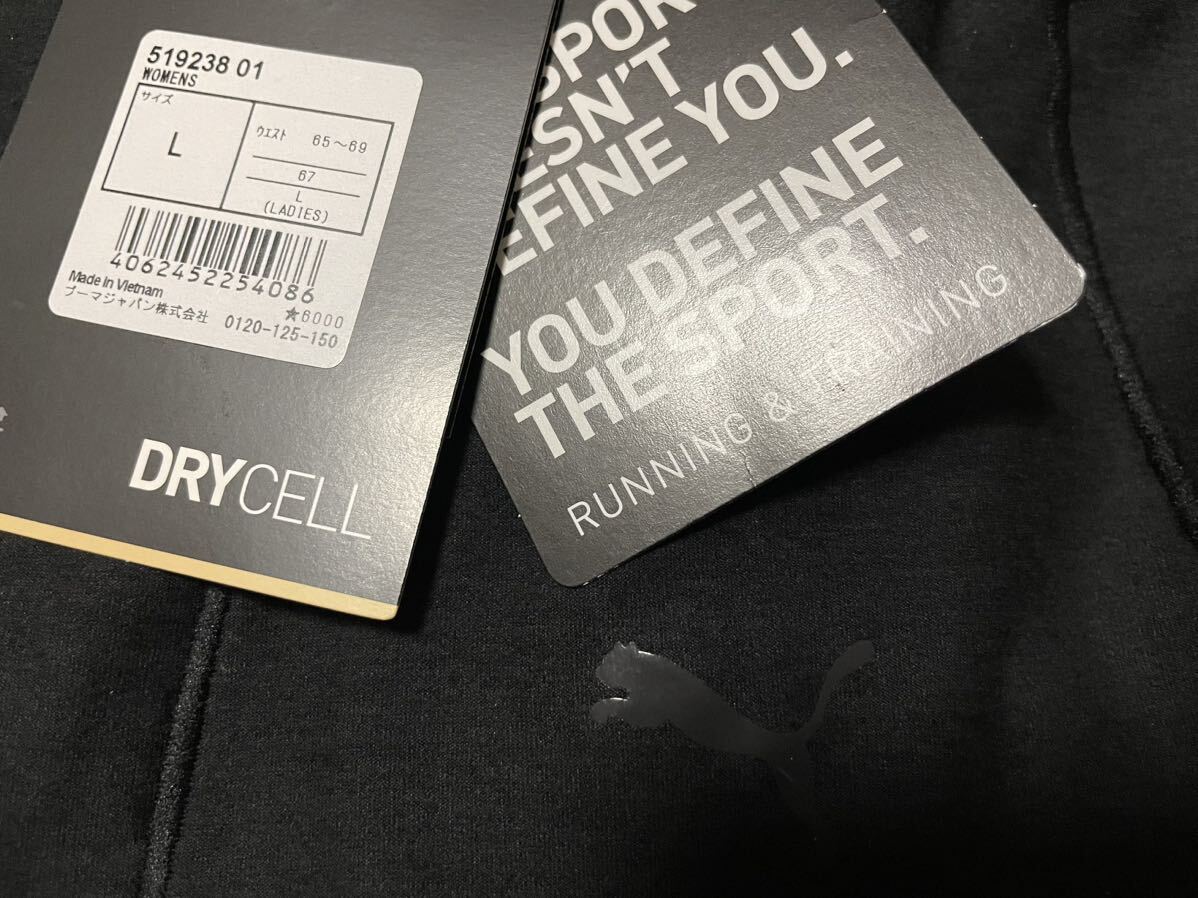 519238 01
WOMENS
サイズ
L
ウエスト 65〜69
67
L
(LADIES)
4062452254086
Made in Vietnam
★6000
プーマジャパン株式会社 0120-125-150
DRYCELL
SPOR
ESN'T
EFINE YOU.
YOU DEFINE
THE SPORT.
RUNNING & TRAINING